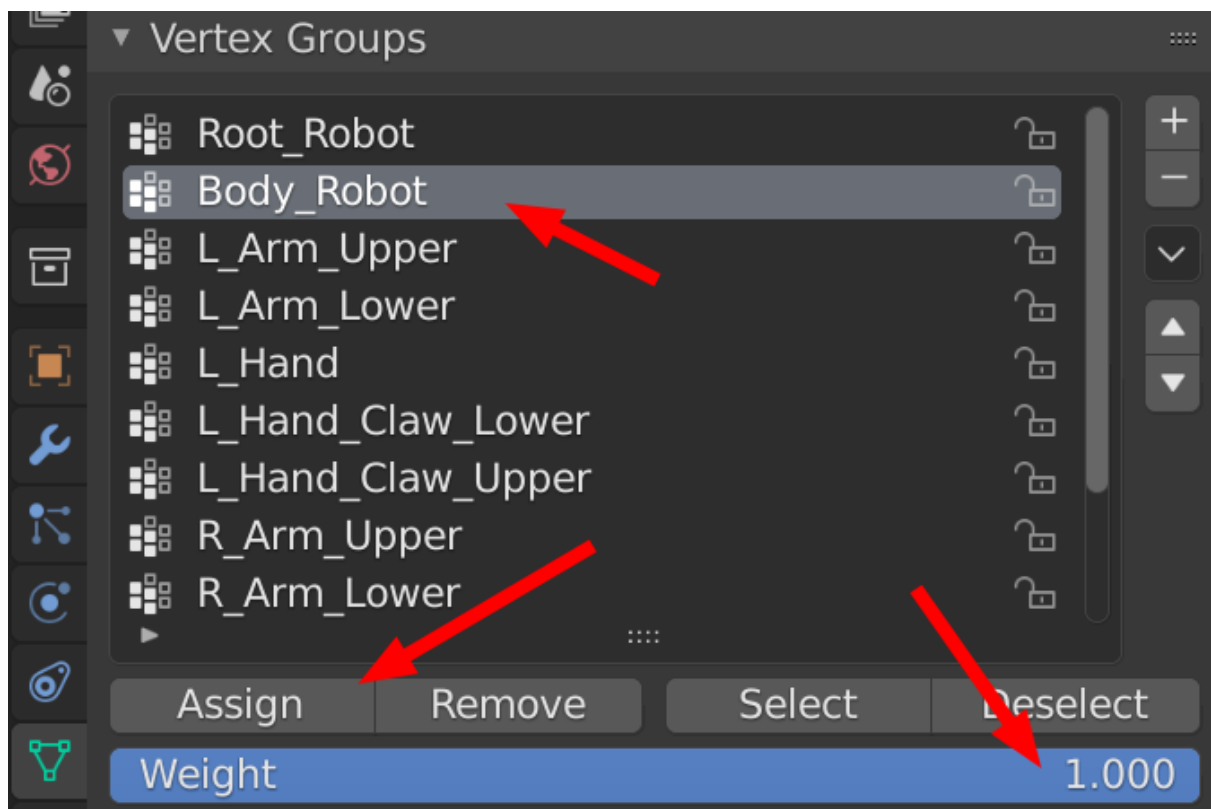 Vertex Groups
Root_Robot
Body_Robot
L_Arm_Upper
L_Arm_Lower
L_Hand
L_Hand_Claw_Lower
L_Hand_Claw_Upper
R_Arm_Upper
R_Arm_Lower
Assign Remove Select Deselect
Weight 1.000